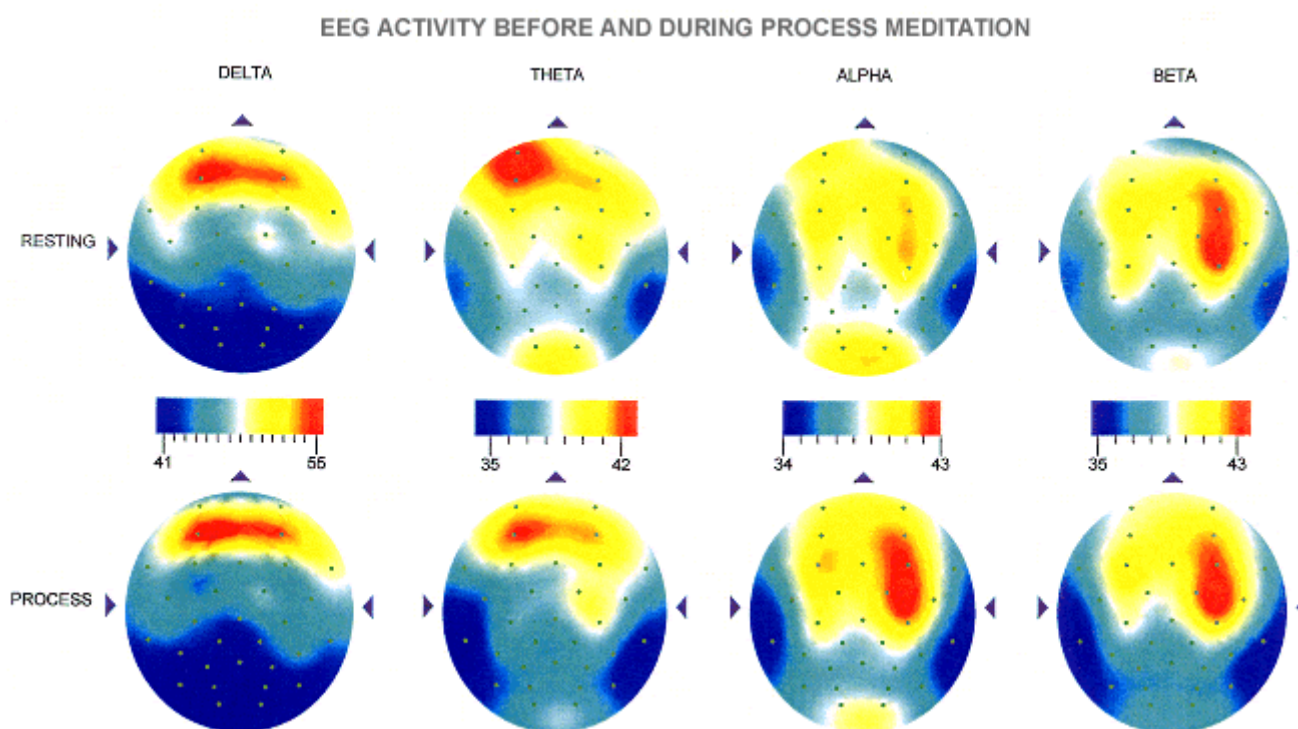 EEG ACTIVITY BEFORE AND DURING PROCESS MEDITATION
DELTA THETA ALPHA BETA
RESTING
41 55 35 42 34 43 35 43
PROCESS